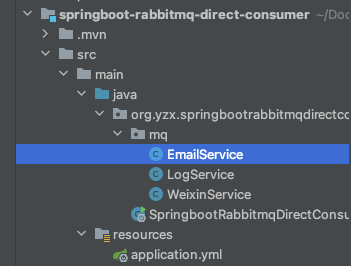 springboot-rabbitmq-direct-consumer ~/Doc
.mvn
src
main
java
org.yzx.springbootrabbitmqdirectco
mq
EmailService
LogService
WeixinService
SpringbootRabbitmqDirectConsu
resources
application.yml